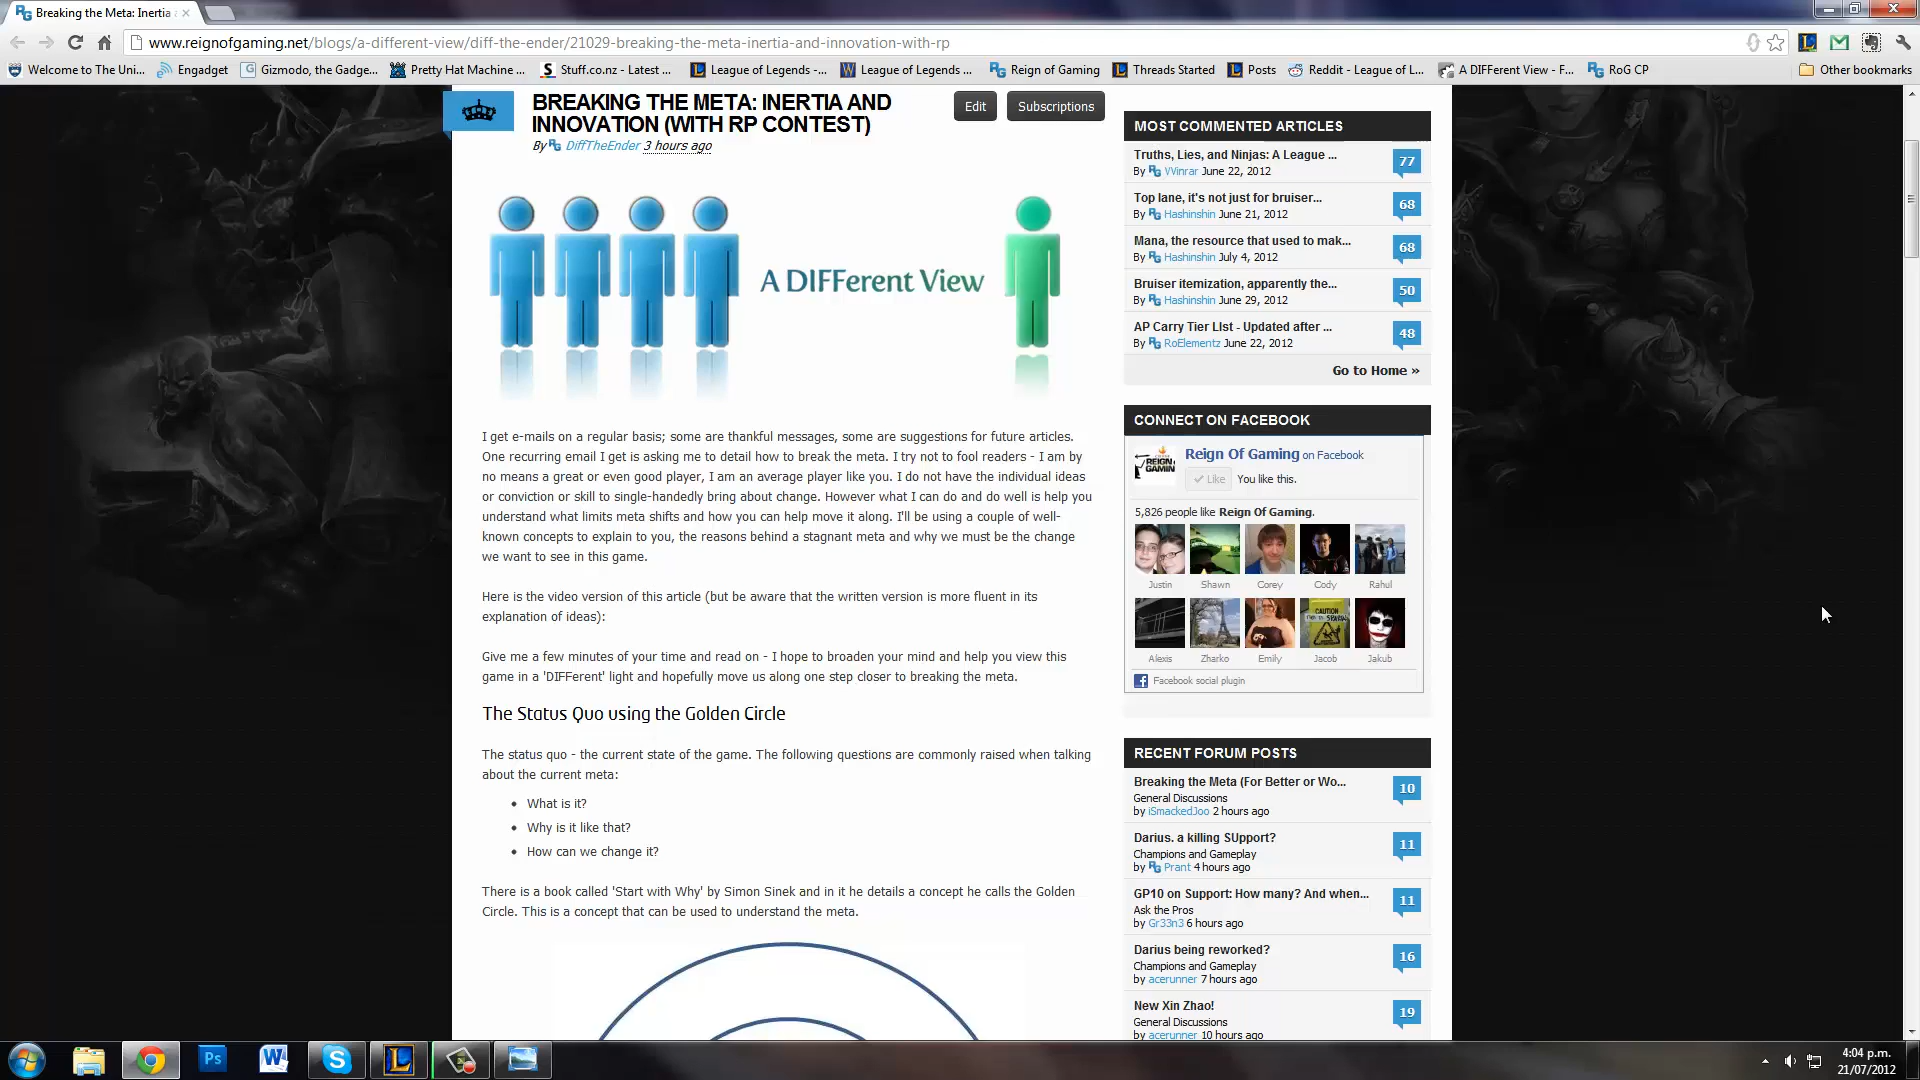 Breaking the Meta: Inertia
www.reignofgaming.net/blogs/a-different-view/diff-the-ender/21029-breaking-the-meta-inertia-and-innovation-with-rp
Welcome to The Uni... Engadget Gizmodo, the Gadge... Pretty Hat Machine ... Stuff.co.nz - Latest ... League of Legends -... League of Legends ... Reign of Gaming Threads Started Posts Reddit - League of L... A DIFFerent View - F... RoG CP Other bookmarks
BREAKING THE META: INERTIA AND
INNOVATION (WITH RP CONTEST)
By DiffTheEnder 3 hours ago
Edit Subscriptions
A DIFFerent View
I get e-mails on a regular basis; some are thankful messages, some are suggestions for future articles.
One recurring email I get is asking me to detail how to break the meta. I try not to fool readers - I am by
no means a great or even good player, I am an average player like you. I do not have the individual ideas
or conviction or skill to single-handedly bring about change. However what I can do and do well is help you
understand what limits meta shifts and how you can help move it along. I'll be using a couple of well-
known concepts to explain to you, the reasons behind a stagnant meta and why we must be the change
we want to see in this game.
Here is the video version of this article (but be aware that the written version is more fluent in its
explanation of ideas):
Give me a few minutes of your time and read on - I hope to broaden your mind and help you view this
game in a 'DIFFerent' light and hopefully move us along one step closer to breaking the meta.
The Status Quo using the Golden Circle
The status quo - the current state of the game. The following questions are commonly raised when talking
about the current meta:
• What is it?
• Why is it like that?
• How can we change it?
There is a book called 'Start with Why' by Simon Sinek and in it he details a concept he calls the Golden
Circle. This is a concept that can be used to understand the meta.
MOST COMMENTED ARTICLES
Truths, Lies, and Ninjas: A League ... 77
By VVinrar June 22, 2012
Top lane, it's not just for bruiser... 68
By Hashinshin June 21, 2012
Mana, the resource that used to mak... 68
By Hashinshin July 4, 2012
Bruiser itemization, apparently the... 50
By Hashinshin June 29, 2012
AP Carry Tier LIst - Updated after ... 48
By RoElementz June 22, 2012
Go to Home »
CONNECT ON FACEBOOK
REIGN
GAMIN
Reign Of Gaming on Facebook
Like You like this.
5,826 people like Reign Of Gaming.
Justin Shawn Corey Cody Rahul
CAUTION
Alexis Zharko Emily Jacob Jakub
Facebook social plugin
RECENT FORUM POSTS
Breaking the Meta (For Better or Wo... 10
General Discussions
by iSmackedJoo 2 hours ago
Darius. a killing SUpport? 11
Champions and Gameplay
by Prant 4 hours ago
GP10 on Support: How many? And when... 11
Ask the Pros
by Gr33n3 6 hours ago
Darius being reworked? 16
Champions and Gameplay
by acerunner 7 hours ago
New Xin Zhao! 19
General Discussions
by acerunner 10 hours ago
4:04 p.m.
21/07/2012